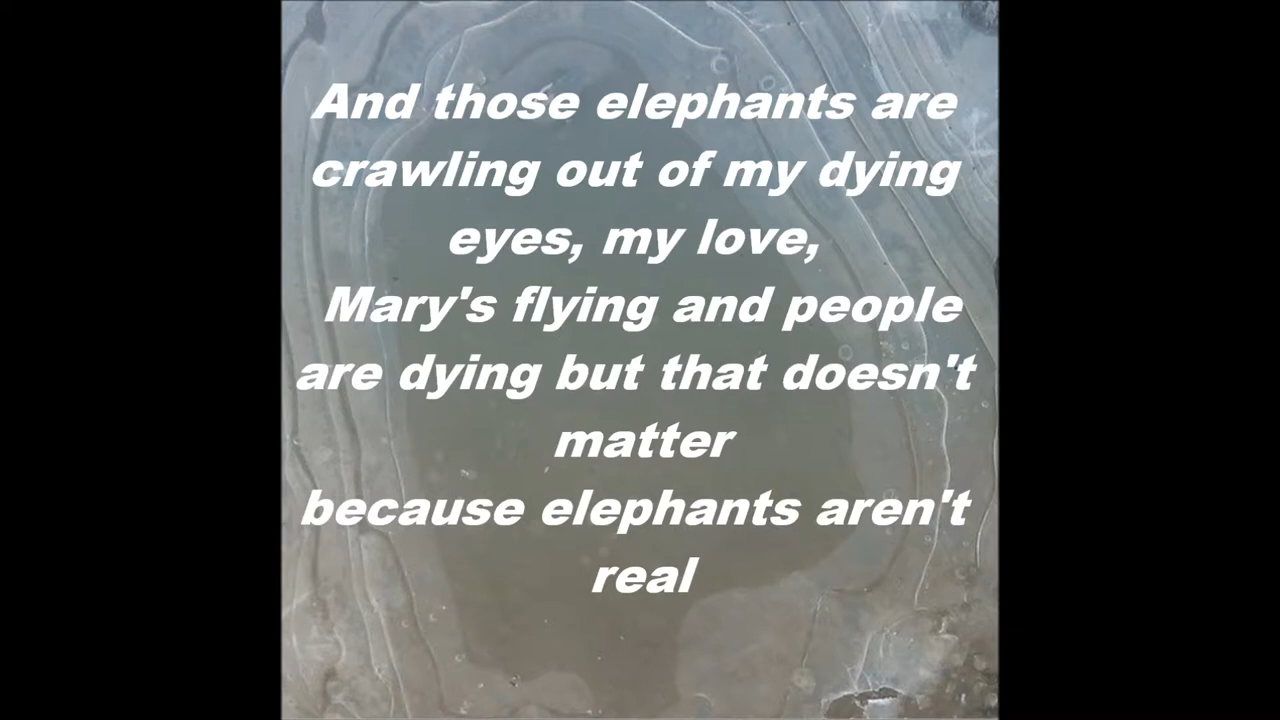 And those elephants are
crawling out of my dying
eyes, my love,
Mary's flying and people
are dying but that doesn't
matter
because elephants aren't
real